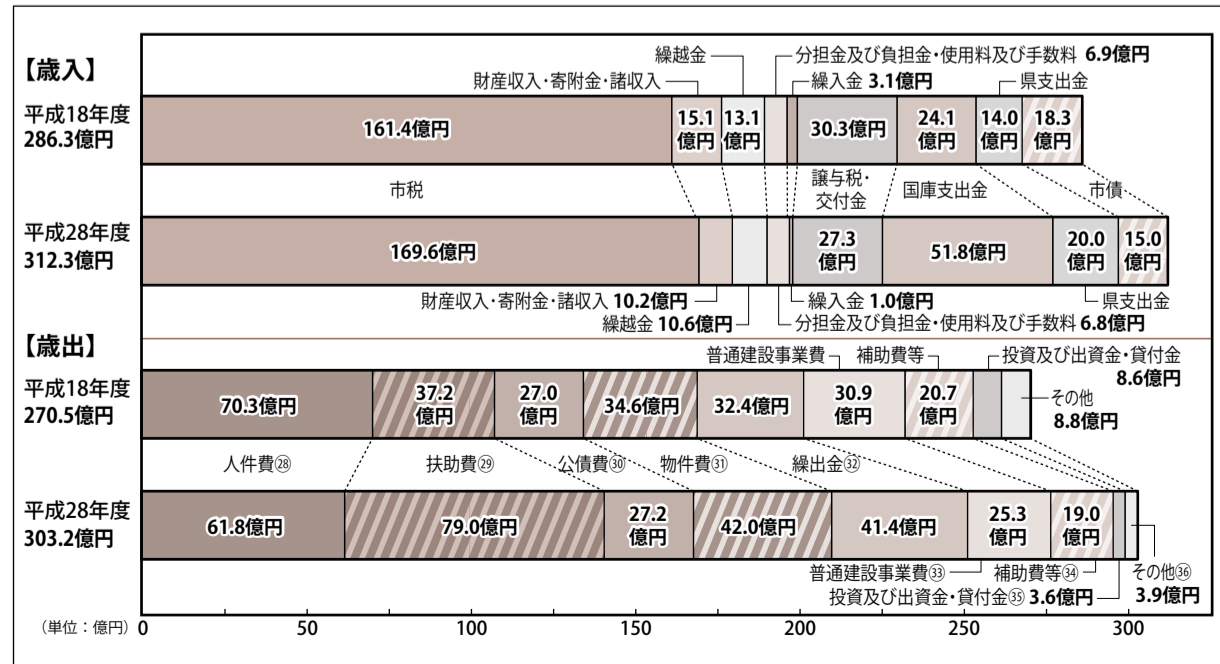 【歳入】
平成18年度
286.3億円
財産収入・寄附金・諸収入
繰越金
分担金及び負担金・使用料及び手数料 6.9億円
繰入金 3.1億円
県支出金
161.4億円
15.1
億円
13.1
億円
30.3億円
24.1
億円
14.0
億円
18.3
億円
市税
譲与税・
交付金
国庫支出金
市債
平成28年度
312.3億円
169.6億円
27.3
億円
51.8億円
20.0
億円
15.0
億円
財産収入・寄附金・諸収入 10.2億円
繰越金 10.6億円
繰入金 1.0億円
分担金及び負担金・使用料及び手数料 6.8億円
県支出金
【歳出】
平成18年度
270.5億円
普通建設事業費
補助費等
投資及び出資金・貸付金
8.6億円
その他
8.8億円
70.3億円
37.2
億円
27.0
億円
34.6億円
32.4億円
30.9
億円
20.7
億円
人件費㉘
扶助費㉙
公債費㉚
物件費㉛
繰出金㉜
平成28年度
303.2億円
61.8億円
79.0億円
27.2
億円
42.0億円
41.4億円
25.3
億円
19.0
億円
普通建設事業費㉝
補助費等㉞
投資及び出資金・貸付金㉟ 3.6億円
その他㊱
3.9億円
(単位：億円) 0 50 100 150 200 250 300